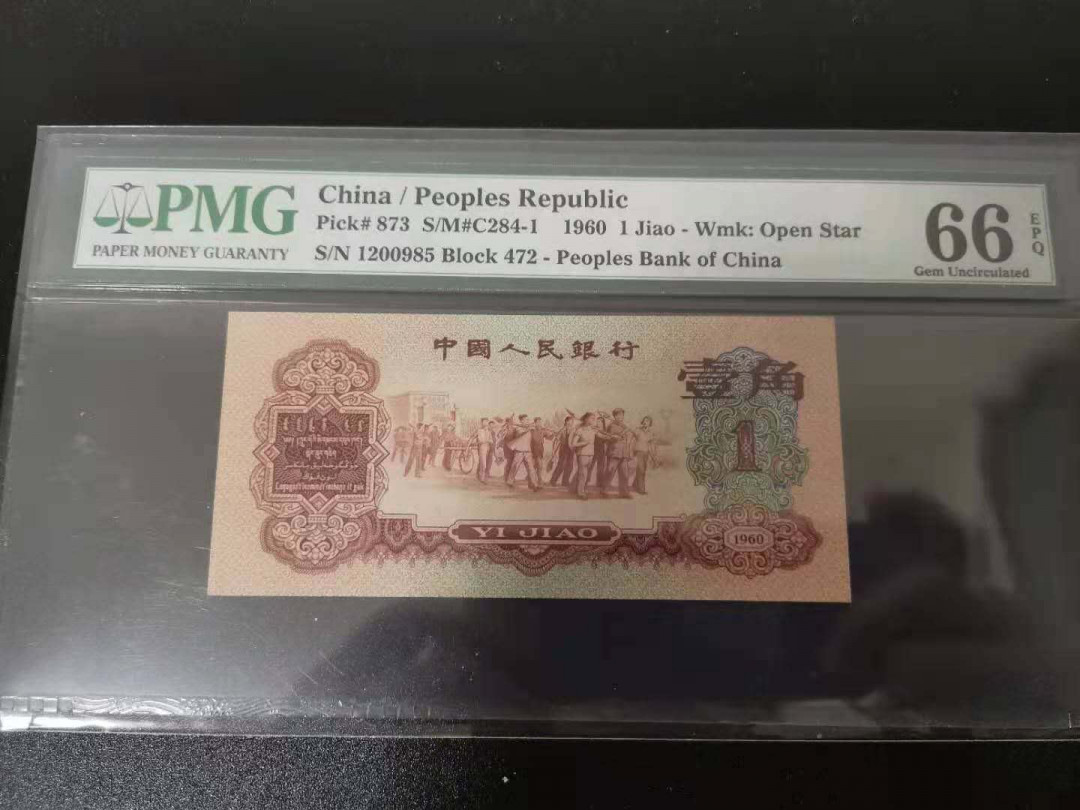 PMG
PAPER MONEY GUARANTY
China / Peoples Republic
Pick# 873 S/M#C284-1 1960 1 Jiao - Wmk: Open Star
S/N 1200985 Block 472 - Peoples Bank of China
66
EPQ
Gem Uncirculated
中國人民銀行
壹角
1
YI JIAO
1960